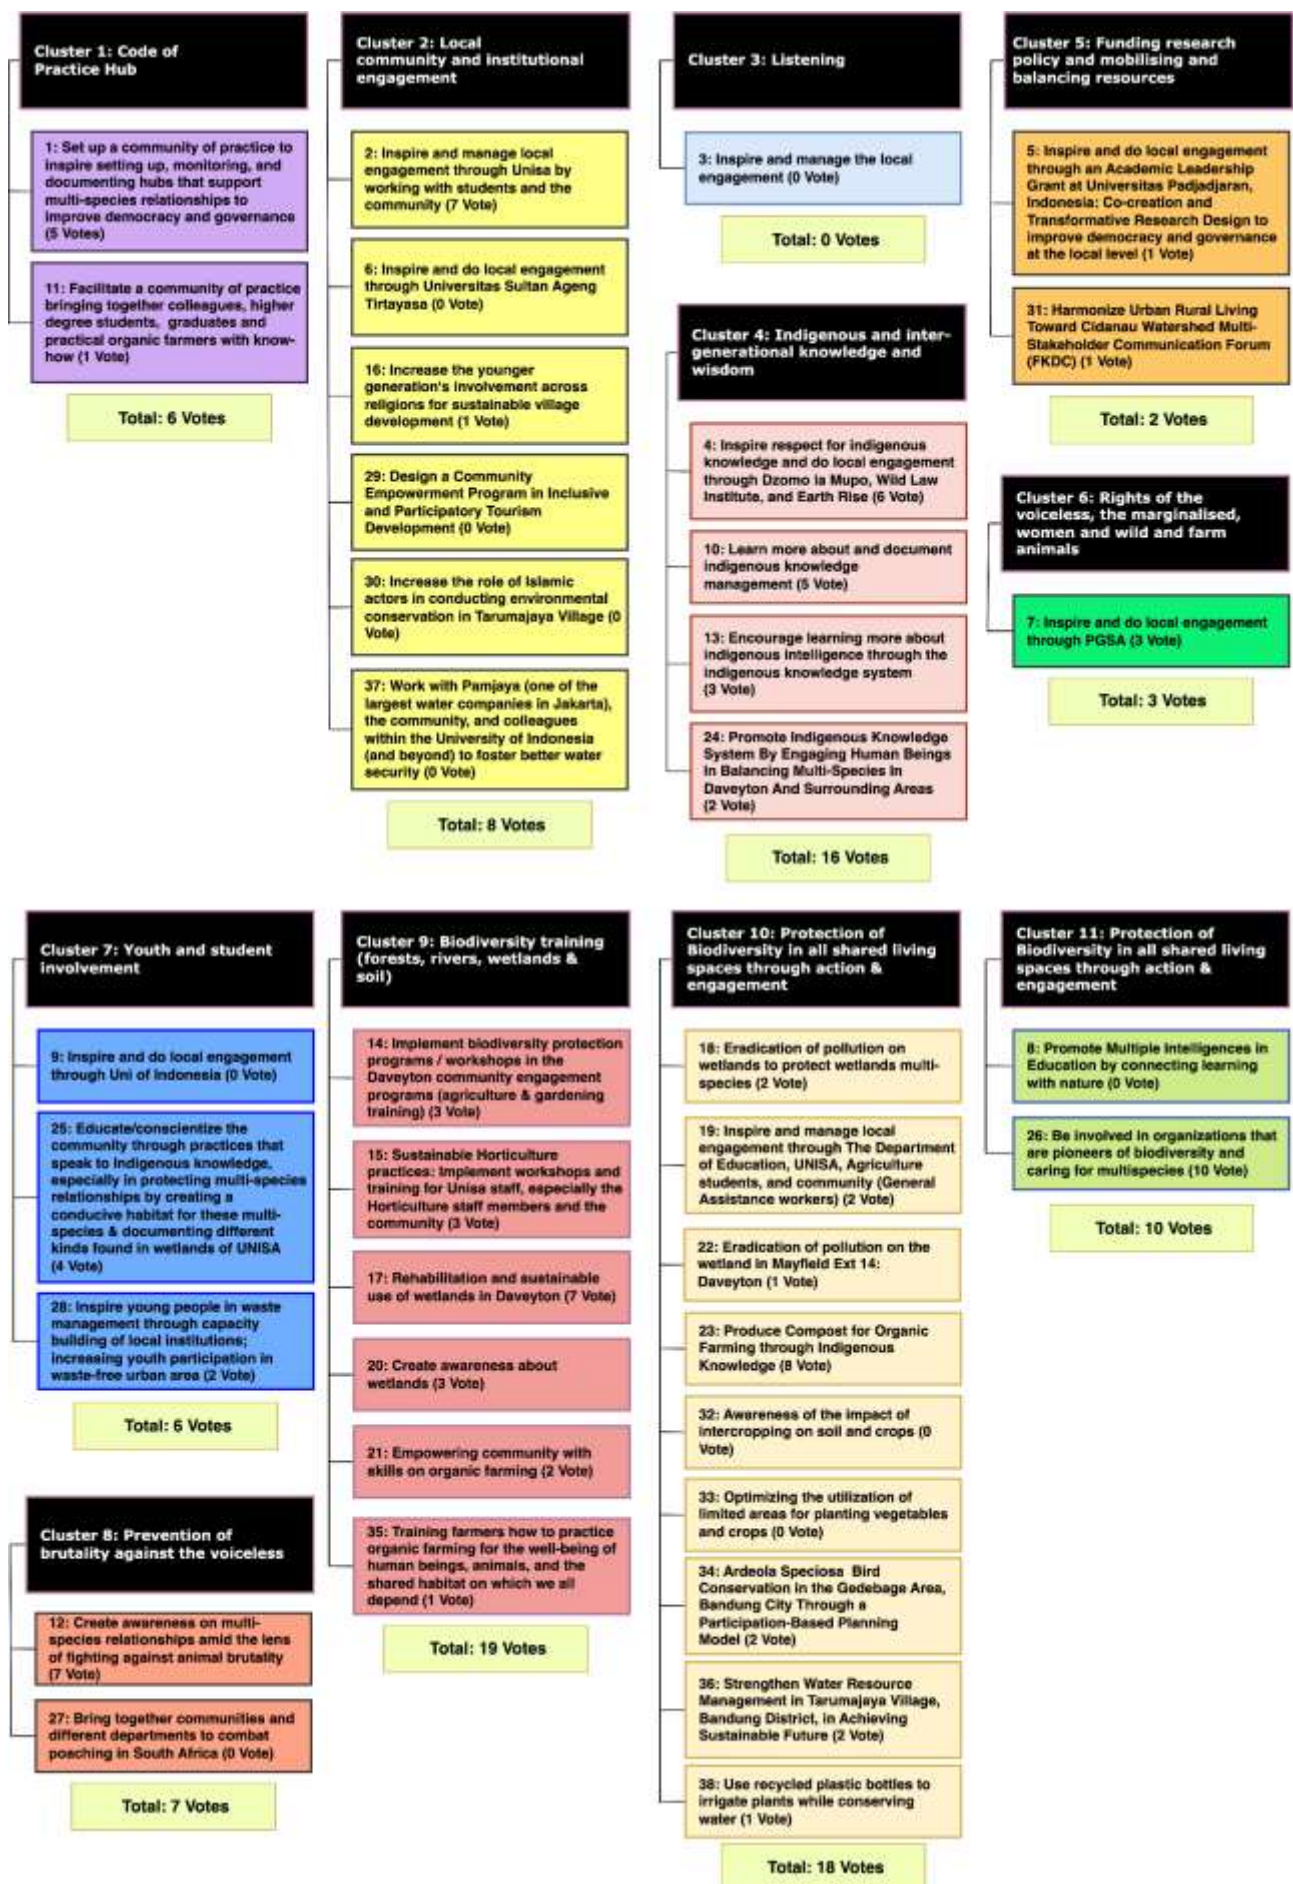 Cluster 1: Code of
Practice Hub
1: Set up a community of practice to
inspire setting up, monitoring, and
documenting hubs that support
multi-species relationships to
improve democracy and governance
(5 Votes)
11: Facilitate a community of practice
bringing together colleagues, higher
degree students, graduates and
practical organic farmers with know-
how (1 Vote)
Total: 6 Votes
Cluster 2: Local
community and institutional
engagement
2: Inspire and manage local
engagement through Unisa by
working with students and the
community (7 Vote)
6: Inspire and do local engagement
through Universitas Sultan Ageng
Tirtayasa (0 Vote)
16: Increase the younger
generation's involvement across
religions for sustainable village
development (1 Vote)
29: Design a Community
Empowerment Program in Inclusive
and Participatory Tourism
Development (0 Vote)
30: Increase the role of Islamic
actors in conducting environmental
conservation in Tarumajaya Village (0
Vote)
37: Work with Pamjaya (one of the
largest water companies in Jakarta),
the community, and colleagues
within the University of Indonesia
(and beyond) to foster better water
security (0 Vote)
Total: 8 Votes
Cluster 3: Listening
3: Inspire and manage the local
engagement (0 Vote)
Total: 0 Votes
Cluster 4: Indigenous and inter-
generational knowledge and
wisdom
4: Inspire respect for indigenous
knowledge and do local engagement
through Dzomo la Mupo, Wild Law
Institute, and Earth Rise (6 Vote)
10: Learn more about and document
indigenous knowledge
management (5 Vote)
13: Encourage learning more about
indigenous intelligence through the
indigenous knowledge system
(3 Vote)
24: Promote Indigenous Knowledge
System By Engaging Human Beings
In Balancing Multi-Species In
Daveyton And Surrounding Areas
(2 Vote)
Total: 16 Votes
Cluster 5: Funding research
policy and mobilising and
balancing resources
5: Inspire and do local engagement
through an Academic Leadership
Grant at Universitas Padjadjaran,
Indonesia: Co-creation and
Transformative Research Design to
improve democracy and governance
at the local level (1 Vote)
31: Harmonize Urban Rural Living
Toward Cidanau Watershed Multi-
Stakeholder Communication Forum
(FKDC) (1 Vote)
Total: 2 Votes
Cluster 6: Rights of the
voiceless, the marginalised,
women and wild and farm
animals
7: Inspire and do local engagement
through PGSA (3 Vote)
Total: 3 Votes
Cluster 7: Youth and student
involvement
9: Inspire and do local engagement
through Uni of Indonesia (0 Vote)
25: Educate/conscientize the
community through practices that
speak to Indigenous knowledge,
especially in protecting multi-species
relationships by creating a
conducive habitat for these multi-
species & documenting different
kinds found in wetlands of UNISA
(4 Vote)
28: Inspire young people in waste
management through capacity
building of local institutions;
increasing youth participation in
waste-free urban area (2 Vote)
Total: 6 Votes
Cluster 8: Prevention of
brutality against the voiceless
12: Create awareness on multi-
species relationships amid the lens
of fighting against animal brutality
(7 Vote)
27: Bring together communities and
different departments to combat
poaching in South Africa (0 Vote)
Total: 7 Votes
Cluster 9: Biodiversity training
(forests, rivers, wetlands &
soil)
14: Implement biodiversity protection
programs / workshops in the
Daveyton community engagement
programs (agriculture & gardening
training) (3 Vote)
15: Sustainable Horticulture
practices: Implement workshops and
training for Unisa staff, especially the
Horticulture staff members and the
community (3 Vote)
17: Rehabilitation and sustainable
use of wetlands in Daveyton (7 Vote)
20: Create awareness about
wetlands (3 Vote)
21: Empowering community with
skills on organic farming (2 Vote)
35: Training farmers how to practice
organic farming for the well-being of
human beings, animals, and the
shared habitat on which we all
depend (1 Vote)
Total: 19 Votes
Cluster 10: Protection of
Biodiversity in all shared living
spaces through action &
engagement
18: Eradication of pollution on
wetlands to protect wetlands multi-
species (2 Vote)
19: Inspire and manage local
engagement through The Department
of Education, UNISA, Agriculture
students, and community (General
Assistance workers) (2 Vote)
22: Eradication of pollution on the
wetland in Mayfield Ext 14:
Daveyton (1 Vote)
23: Produce Compost for Organic
Farming through Indigenous
Knowledge (8 Vote)
32: Awareness of the impact of
intercropping on soil and crops (0
Vote)
33: Optimizing the utilization of
limited areas for planting vegetables
and crops (0 Vote)
34: Ardeola Speciosa Bird
Conservation in the Gedebage Area,
Bandung City Through a
Participation-Based Planning
Model (2 Vote)
36: Strengthen Water Resource
Management in Tarumajaya Village,
Bandung District, in Achieving
Sustainable Future (2 Vote)
38: Use recycled plastic bottles to
irrigate plants while conserving
water (1 Vote)
Total: 18 Votes
Cluster 11: Protection of
Biodiversity in all shared living
spaces through action &
engagement
8: Promote Multiple Intelligences in
Education by connecting learning
with nature (0 Vote)
26: Be involved in organizations that
are pioneers of biodiversity and
caring for multispecies (10 Vote)
Total: 10 Votes